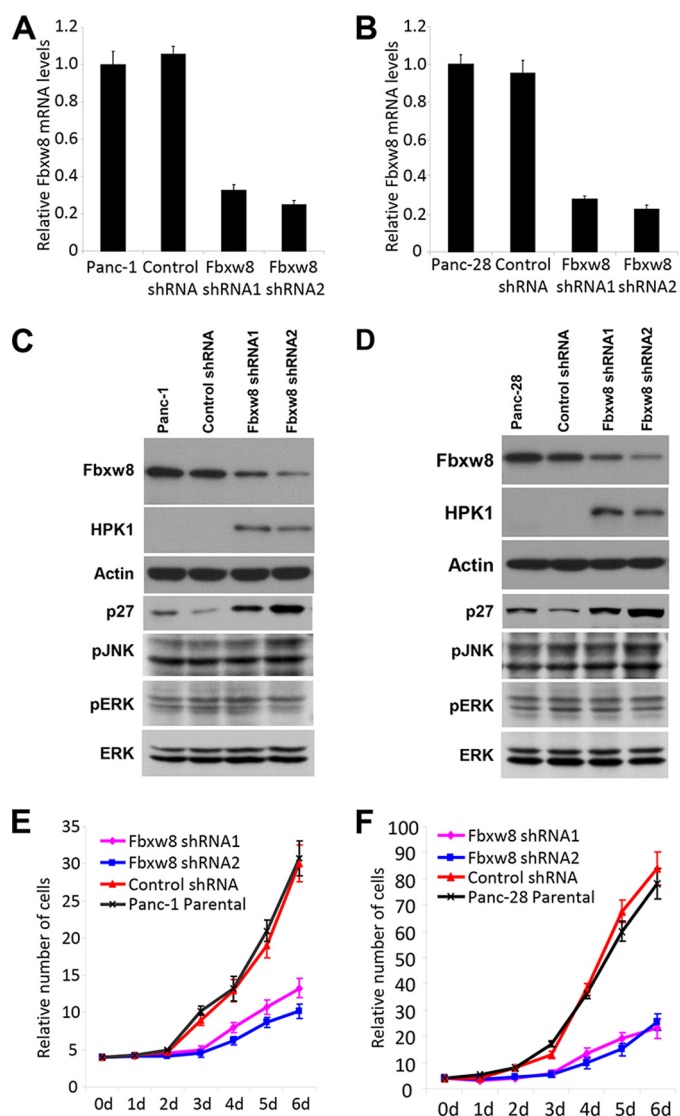 A
Relative Fbxw8 mRNA levels
1.2
1.0
0.8
0.6
0.4
0.2
0
Panc-1
Control
shRNA
Fbxw8
shRNA1
Fbxw8
shRNA2
B
Relative Fbxw8 mRNA levels
1.2
1.0
0.8
0.6
0.4
0.2
0
Panc-28
Control
shRNA
Fbxw8
shRNA1
Fbxw8
shRNA2
C
Panc-1
Control shRNA
Fbxw8 shRNA1
Fbxw8 shRNA2
Fbxw8
HPK1
Actin
p27
pJNK
pERK
ERK
D
Panc-28
Control shRNA
Fbxw8 shRNA1
Fbxw8 shRNA2
Fbxw8
HPK1
Actin
p27
pJNK
pERK
ERK
E
Relative number of cells
35
30
25
20
15
10
5
0
Fbxw8 shRNA1
Fbxw8 shRNA2
Control shRNA
Panc-1 Parental
0d 1d 2d 3d 4d 5d 6d
F
Relative number of cells
100
90
80
70
60
50
40
30
20
10
0
Fbxw8 shRNA1
Fbxw8 shRNA2
Control shRNA
Panc-28 Parental
0d 1d 2d 3d 4d 5d 6d